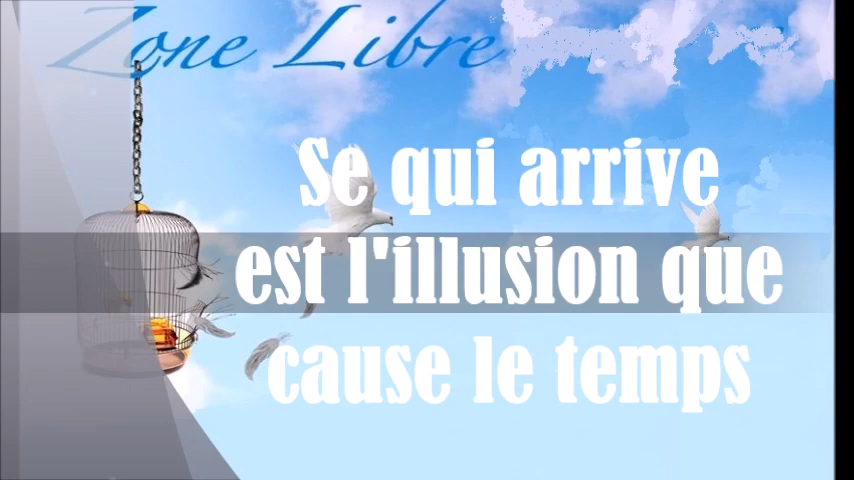 Zone Libre
Se qui arrive
est l'illusion que
cause le temps